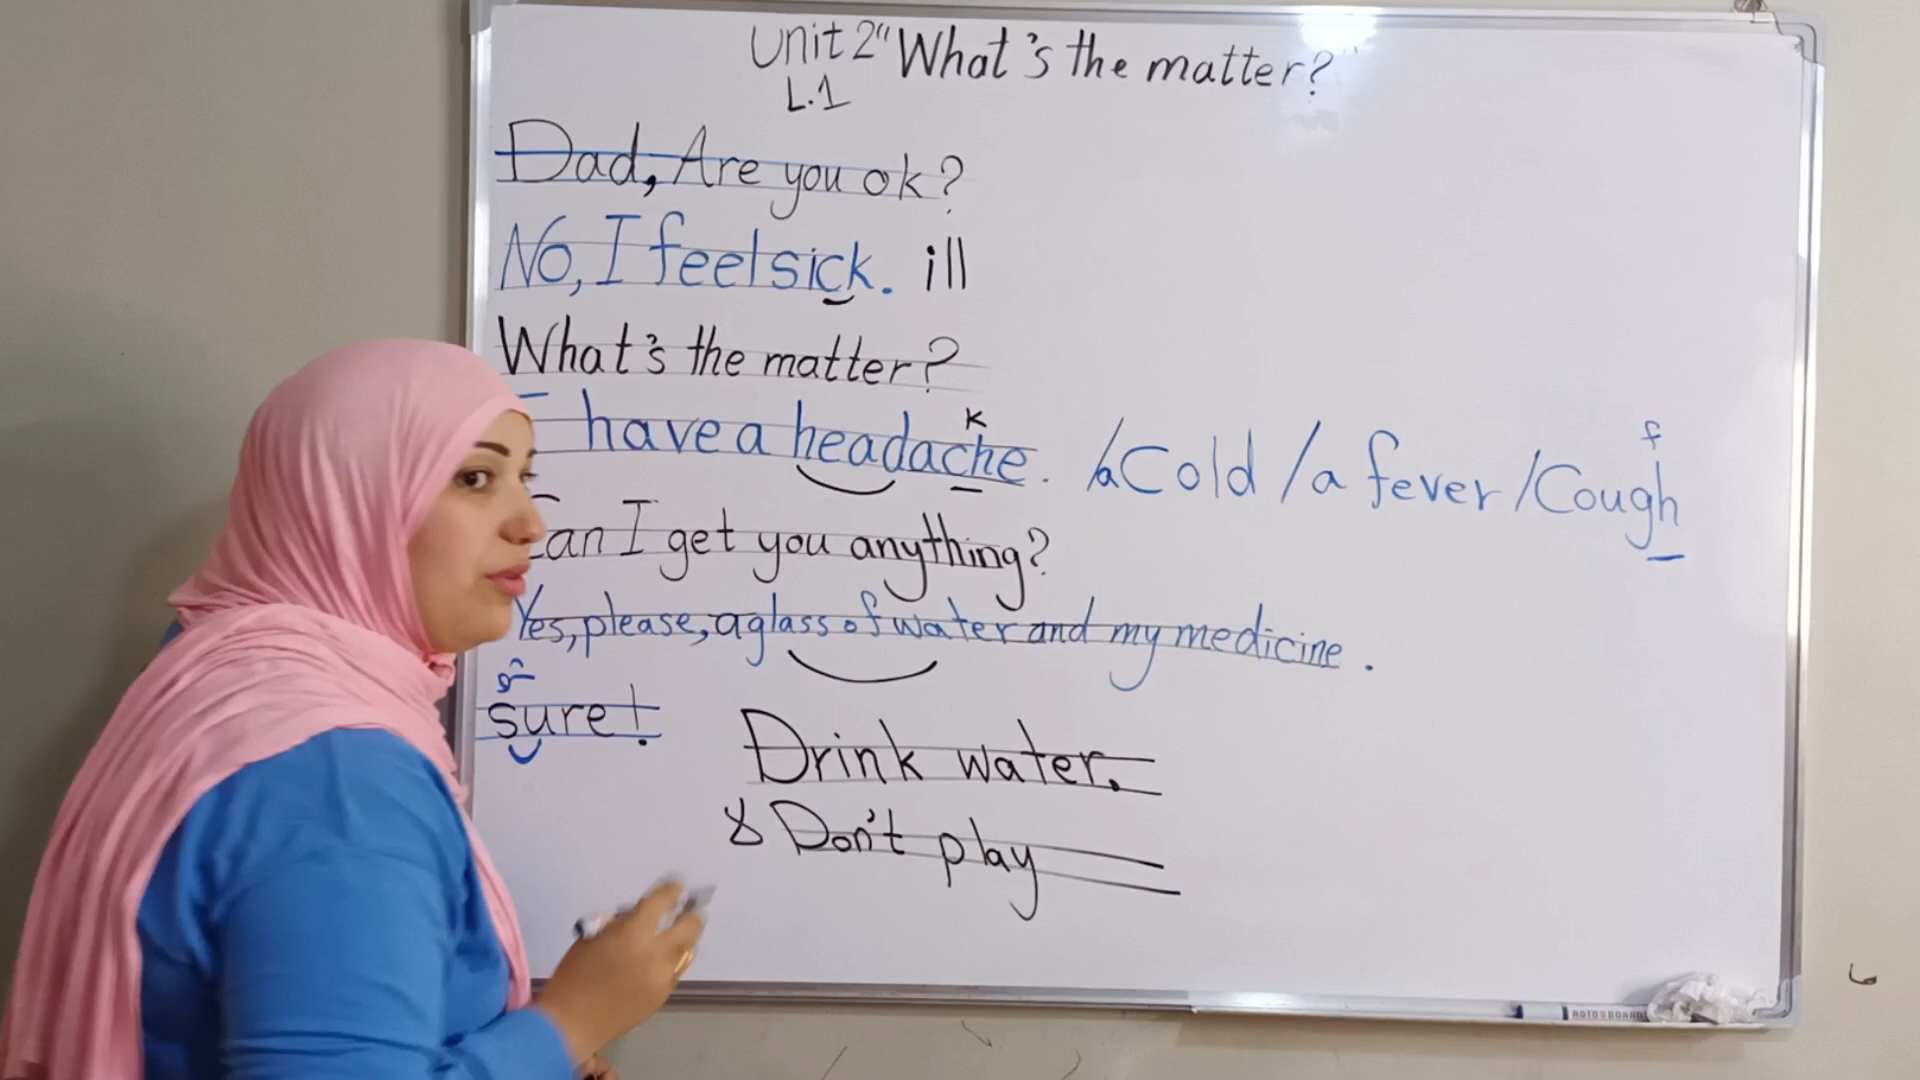 Unit 2 "What's the matter?"
L.1
Dad, Are you ok?
No, I feel sick. ill
What's the matter?
I have a headache. /a Cold / a fever / Cough
k
f
Can I get you anything?
Yes, please, a glass of water and my medicine.
sure!
Drink water.
& Don't play